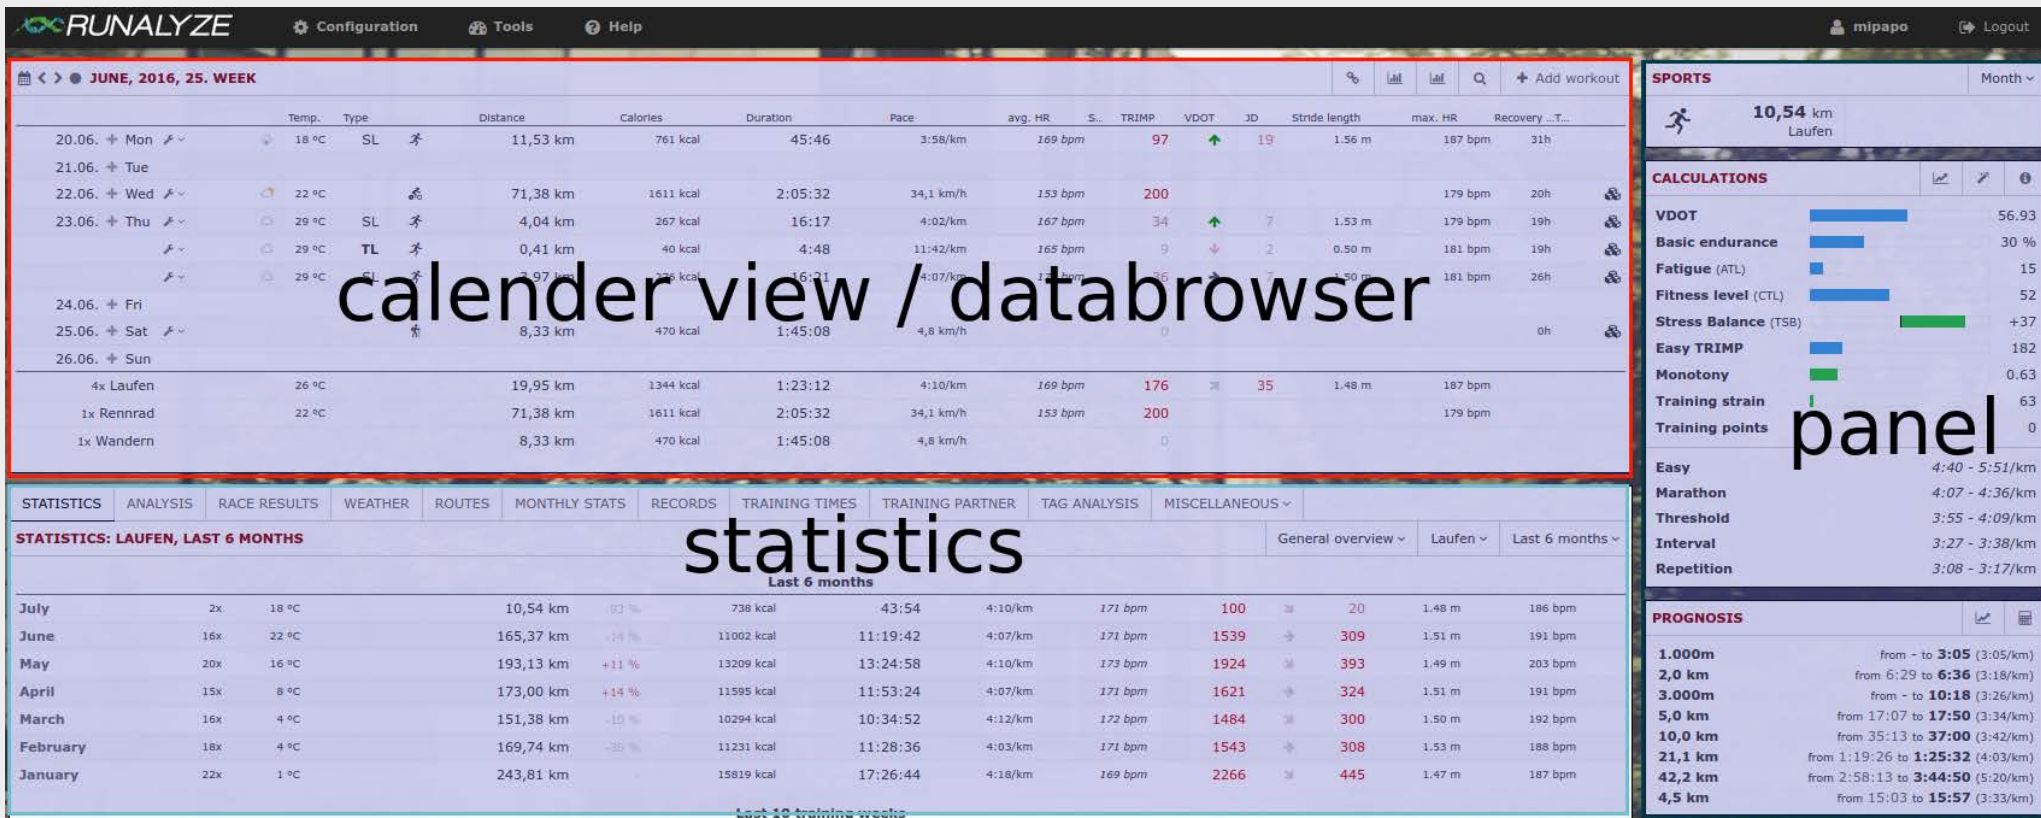 RUNALYZE Configuration Tools Help mipapo Logout
JUNE, 2016, 25. WEEK Add workout
Temp. Type Distance Calories Duration Pace avg. HR S... TRIMP VDOT JD Stride length max. HR Recovery ...T...
20.06. Mon 18 °C SL 11,53 km 761 kcal 45:46 3:58/km 169 bpm 97 19 1.56 m 187 bpm 31h
21.06. Tue
22.06. Wed 22 °C 71,38 km 1611 kcal 2:05:32 34,1 km/h 153 bpm 200 179 bpm 20h
23.06. Thu 29 °C SL 4,04 km 267 kcal 16:17 4:02/km 167 bpm 34 7 1.53 m 179 bpm 19h
29 °C TL 0,41 km 40 kcal 4:48 11:42/km 165 bpm 9 2 0.50 m 181 bpm 19h
29 °C SL 3,97 km kcal 16:21 4:07/km bpm 36 7 1.50 m 181 bpm 26h
calender view / databrowser
24.06. Fri
25.06. Sat 8,33 km 470 kcal 1:45:08 4,8 km/h 0 0h
26.06. Sun
4x Laufen 26 °C 19,95 km 1344 kcal 1:23:12 4:10/km 169 bpm 176 35 1.48 m 187 bpm
1x Rennrad 22 °C 71,38 km 1611 kcal 2:05:32 34,1 km/h 153 bpm 200 179 bpm
1x Wandern 8,33 km 470 kcal 1:45:08 4,8 km/h 0
STATISTICS ANALYSIS RACE RESULTS WEATHER ROUTES MONTHLY STATS RECORDS TRAINING TIMES TRAINING PARTNER TAG ANALYSIS MISCELLANEOUS
statistics
STATISTICS: LAUFEN, LAST 6 MONTHS General overview Laufen Last 6 months
Last 6 months
July 2x 18 °C 10,54 km -93 % 738 kcal 43:54 4:10/km 171 bpm 100 20 1.48 m 186 bpm
June 16x 22 °C 165,37 km -14 % 11002 kcal 11:19:42 4:07/km 171 bpm 1539 309 1.51 m 191 bpm
May 20x 16 °C 193,13 km +11 % 13209 kcal 13:24:58 4:10/km 173 bpm 1924 393 1.49 m 203 bpm
April 15x 8 °C 173,00 km +14 % 11595 kcal 11:53:24 4:07/km 171 bpm 1621 324 1.51 m 191 bpm
March 16x 4 °C 151,38 km -10 % 10294 kcal 10:34:52 4:12/km 172 bpm 1484 300 1.50 m 192 bpm
February 18x 4 °C 169,74 km 11231 kcal 11:28:36 4:03/km 171 bpm 1543 308 1.53 m 188 bpm
January 22x 1 °C 243,81 km - 15819 kcal 17:26:44 4:18/km 169 bpm 2266 445 1.47 m 187 bpm
Last 10 training weeks
SPORTS Month
10,54 km
Laufen
CALCULATIONS
VDOT 56.93
Basic endurance 30 %
Fatigue (ATL) 15
Fitness level (CTL) 52
Stress Balance (TSB) +37
Easy TRIMP 182
Monotony 0.63
Training strain 63
Training points 0
panel
Easy 4:40 - 5:51/km
Marathon 4:07 - 4:36/km
Threshold 3:55 - 4:09/km
Interval 3:27 - 3:38/km
Repetition 3:08 - 3:17/km
PROGNOSIS
1.000m from - to 3:05 (3:05/km)
2,0 km from 6:29 to 6:36 (3:18/km)
3.000m from - to 10:18 (3:26/km)
5,0 km from 17:07 to 17:50 (3:34/km)
10,0 km from 35:13 to 37:00 (3:42/km)
21,1 km from 1:19:26 to 1:25:32 (4:03/km)
42,2 km from 2:58:13 to 3:44:50 (5:20/km)
4,5 km from 15:03 to 15:57 (3:33/km)